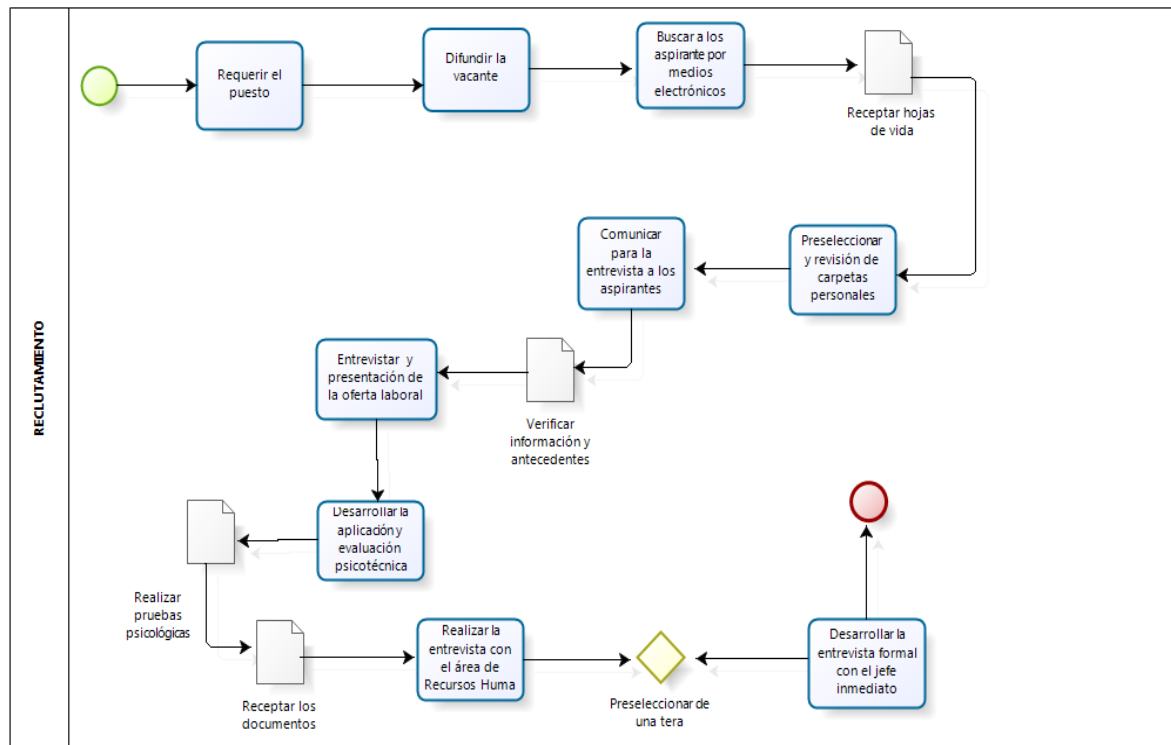 RECLUTAMIENTO
Requerir el
puesto
Difundir la
vacante
Buscar a los
aspirante por
medios
electrónicos
Receptar hojas
de vida
Preseleccionar
y revisión de
carpetas
personales
Comunicar
para la
entrevista a los
aspirantes
Verificar
información y
antecedentes
Entrevistar y
presentación de
la oferta laboral
Desarrollar la
aplicación y
evaluación
psicotécnica
Realizar
pruebas
psicológicas
Receptar los
documentos
Realizar la
entrevista con
el área de
Recursos Huma
Preseleccionar de
una tera
Desarrollar la
entrevista formal
con el jefe
inmediato